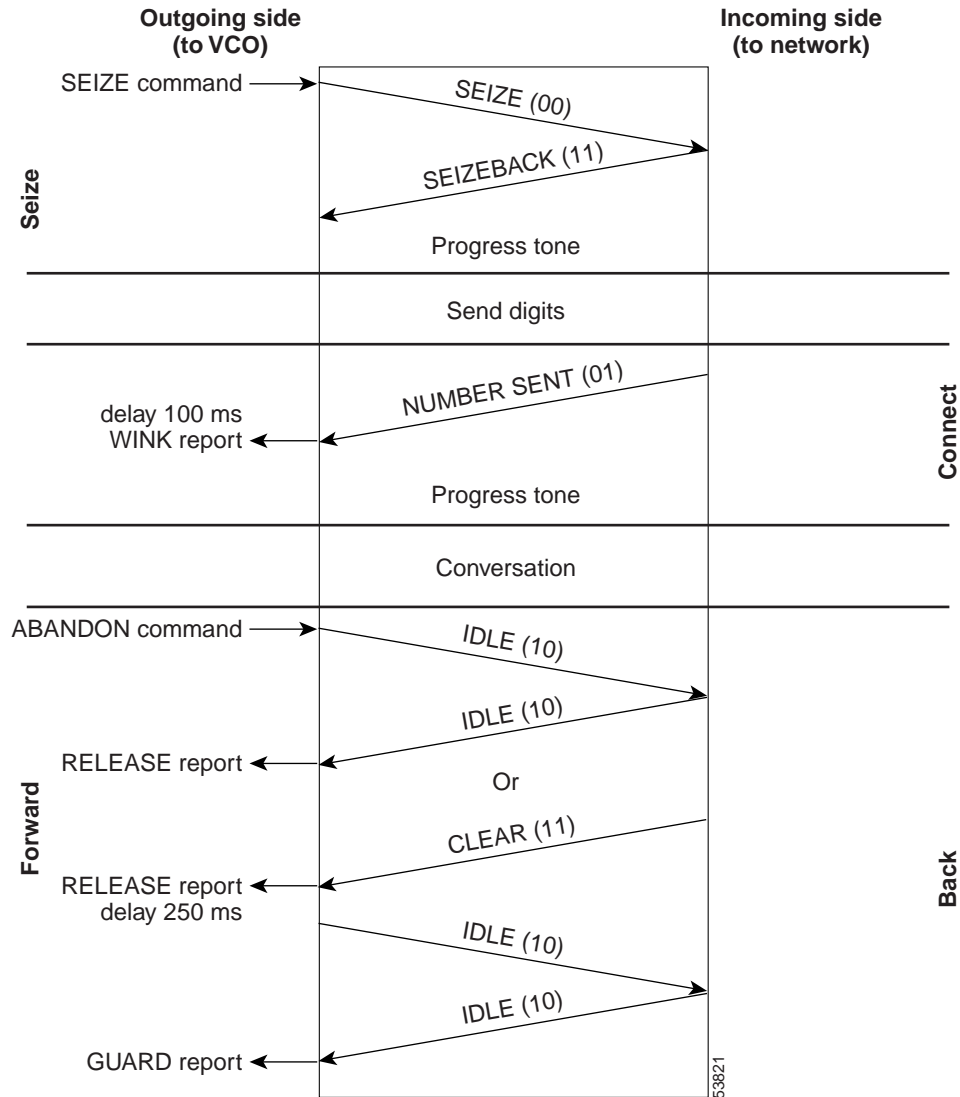 Outgoing side
(to VCO)
Incoming side
(to network)
SEIZE command
SEIZE (00)
SEIZEBACK (11)
Seize
Progress tone
Send digits
NUMBER SENT (01)
delay 100 ms
WINK report
Connect
Progress tone
Conversation
ABANDON command
IDLE (10)
IDLE (10)
RELEASE report
Or
Forward
CLEAR (11)
RELEASE report
delay 250 ms
Back
IDLE (10)
IDLE (10)
GUARD report
53821